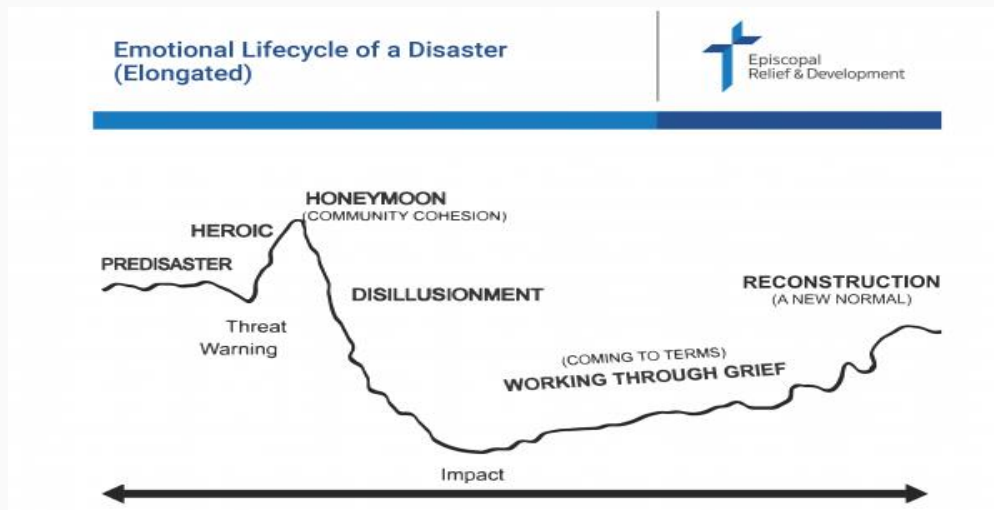 Emotional Lifecycle of a Disaster
(Elongated)
Episcopal
Relief & Development
HONEYMOON
(COMMUNITY COHESION)
HEROIC
PREDISASTER
DISILLUSIONMENT
RECONSTRUCTION
(A NEW NORMAL)
Threat
Warning
(COMING TO TERMS)
WORKING THROUGH GRIEF
Impact